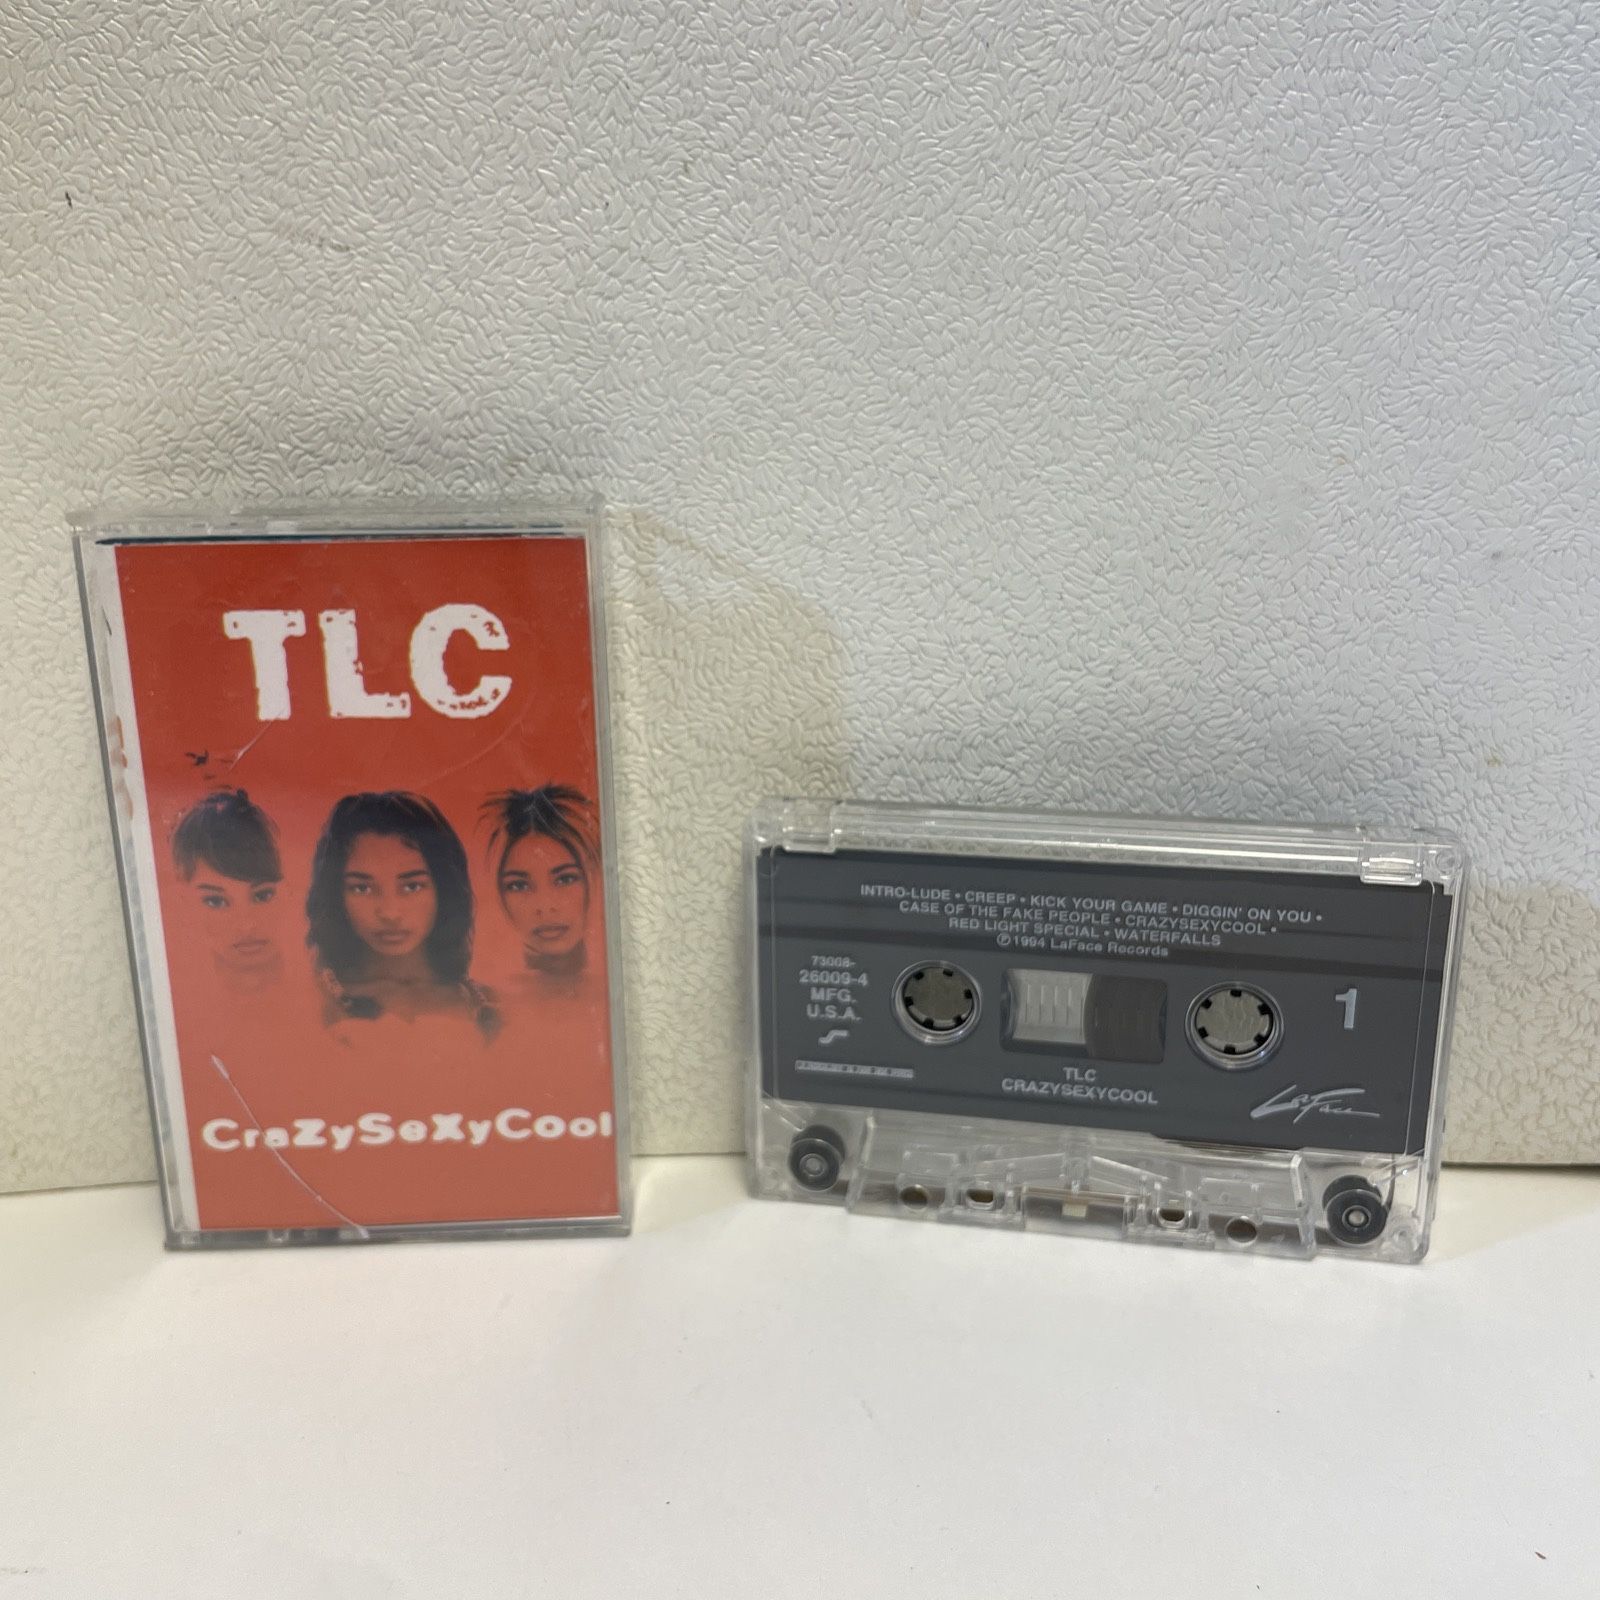 TLC
CraZySeXyCool
INTRO-LUDE • CREEP • KICK YOUR GAME • DIGGIN' ON YOU •
CASE OF THE FAKE PEOPLE • CRAZYSEXYCOOL •
RED LIGHT SPECIAL • WATERFALLS
℗1994 LaFace Records
73008-
26009-4
MFG.
U.S.A.
1
TLC
CRAZYSEXYCOOL
LaFace